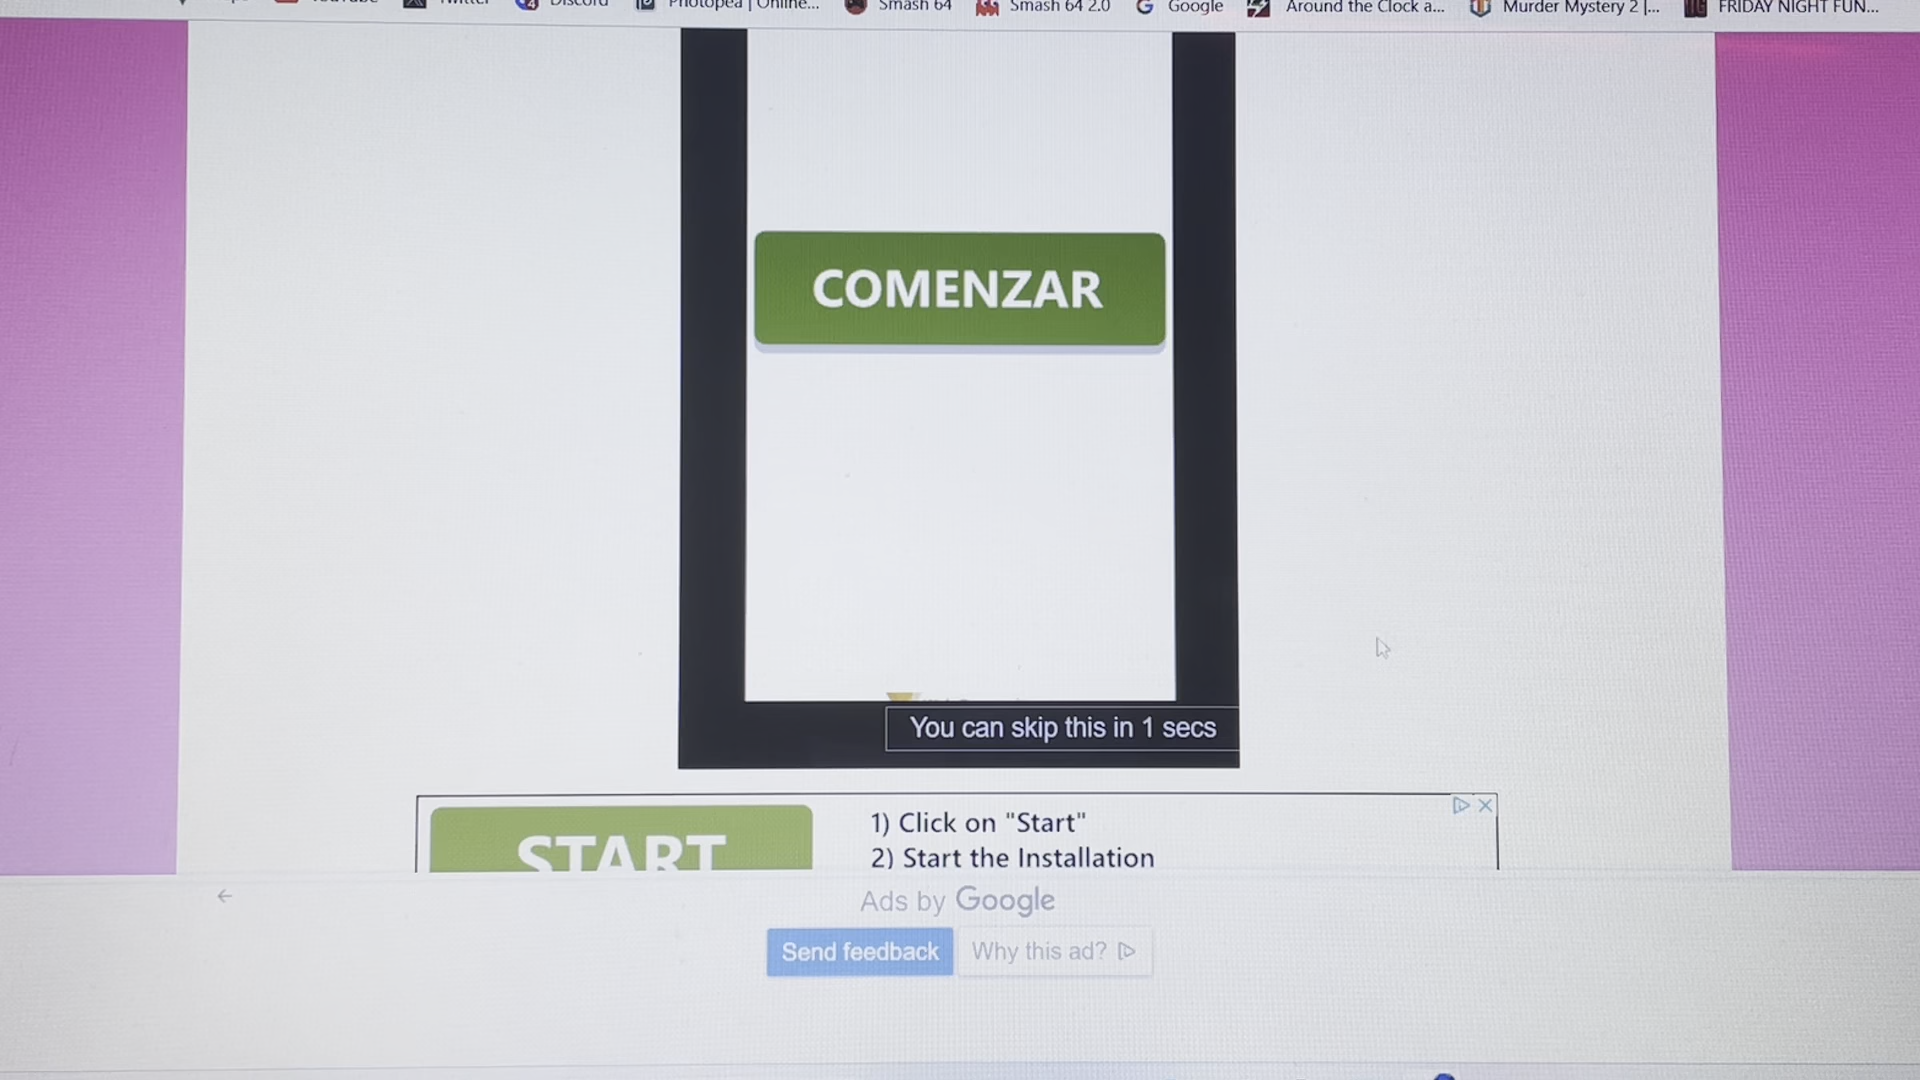 Discord
Photopea | Online...
Smash 64
Smash 64 2.0
Google
Around the Clock a...
Murder Mystery 2 |...
FRIDAY NIGHT FUN...
COMENZAR
You can skip this in 1 secs
START
1) Click on "Start"
2) Start the Installation
Ads by Google
Send feedback
Why this ad?